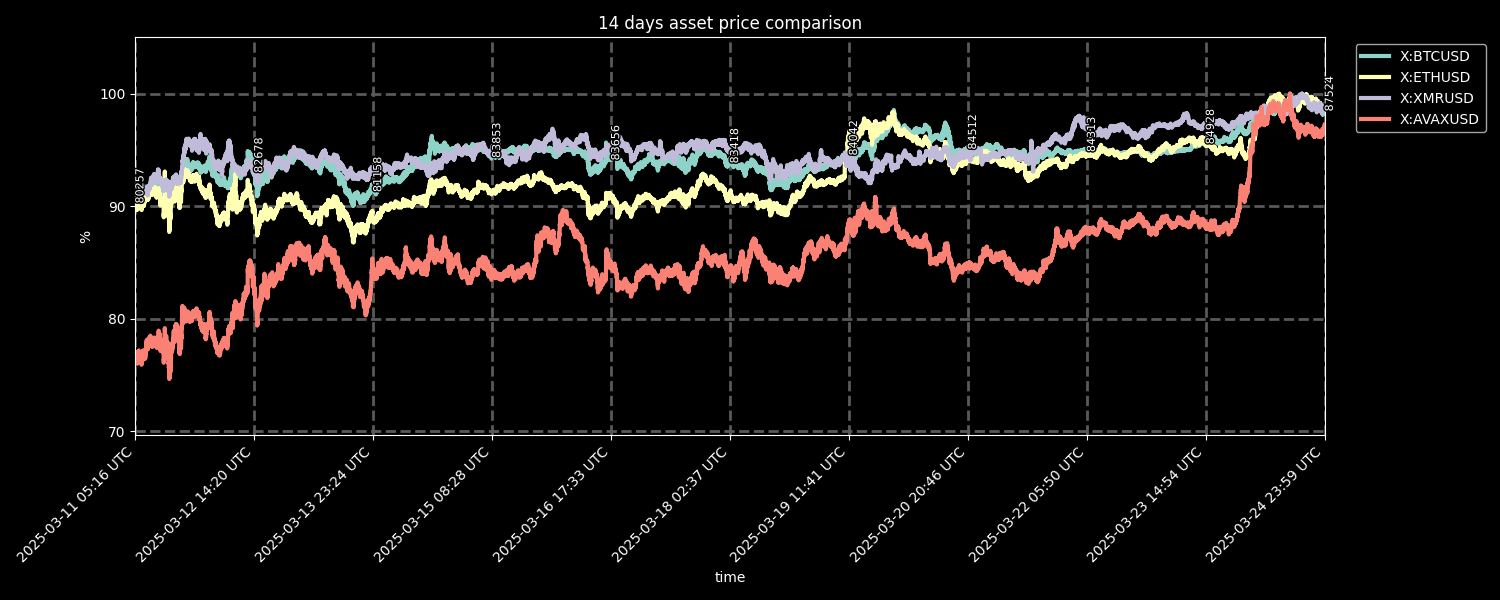 14 days asset price comparison
X:BTCUSD
X:ETHUSD
X:XMRUSD
X:AVAXUSD
100
90
80
70
%
80257
82678
81158
83853
83656
83418
84042
84512
84313
84928
87524
2025-03-11 05:16 UTC
2025-03-12 14:20 UTC
2025-03-13 23:24 UTC
2025-03-15 08:28 UTC
2025-03-16 17:33 UTC
2025-03-18 02:37 UTC
2025-03-19 11:41 UTC
2025-03-20 20:46 UTC
2025-03-22 05:50 UTC
2025-03-23 14:54 UTC
2025-03-24 23:59 UTC
time